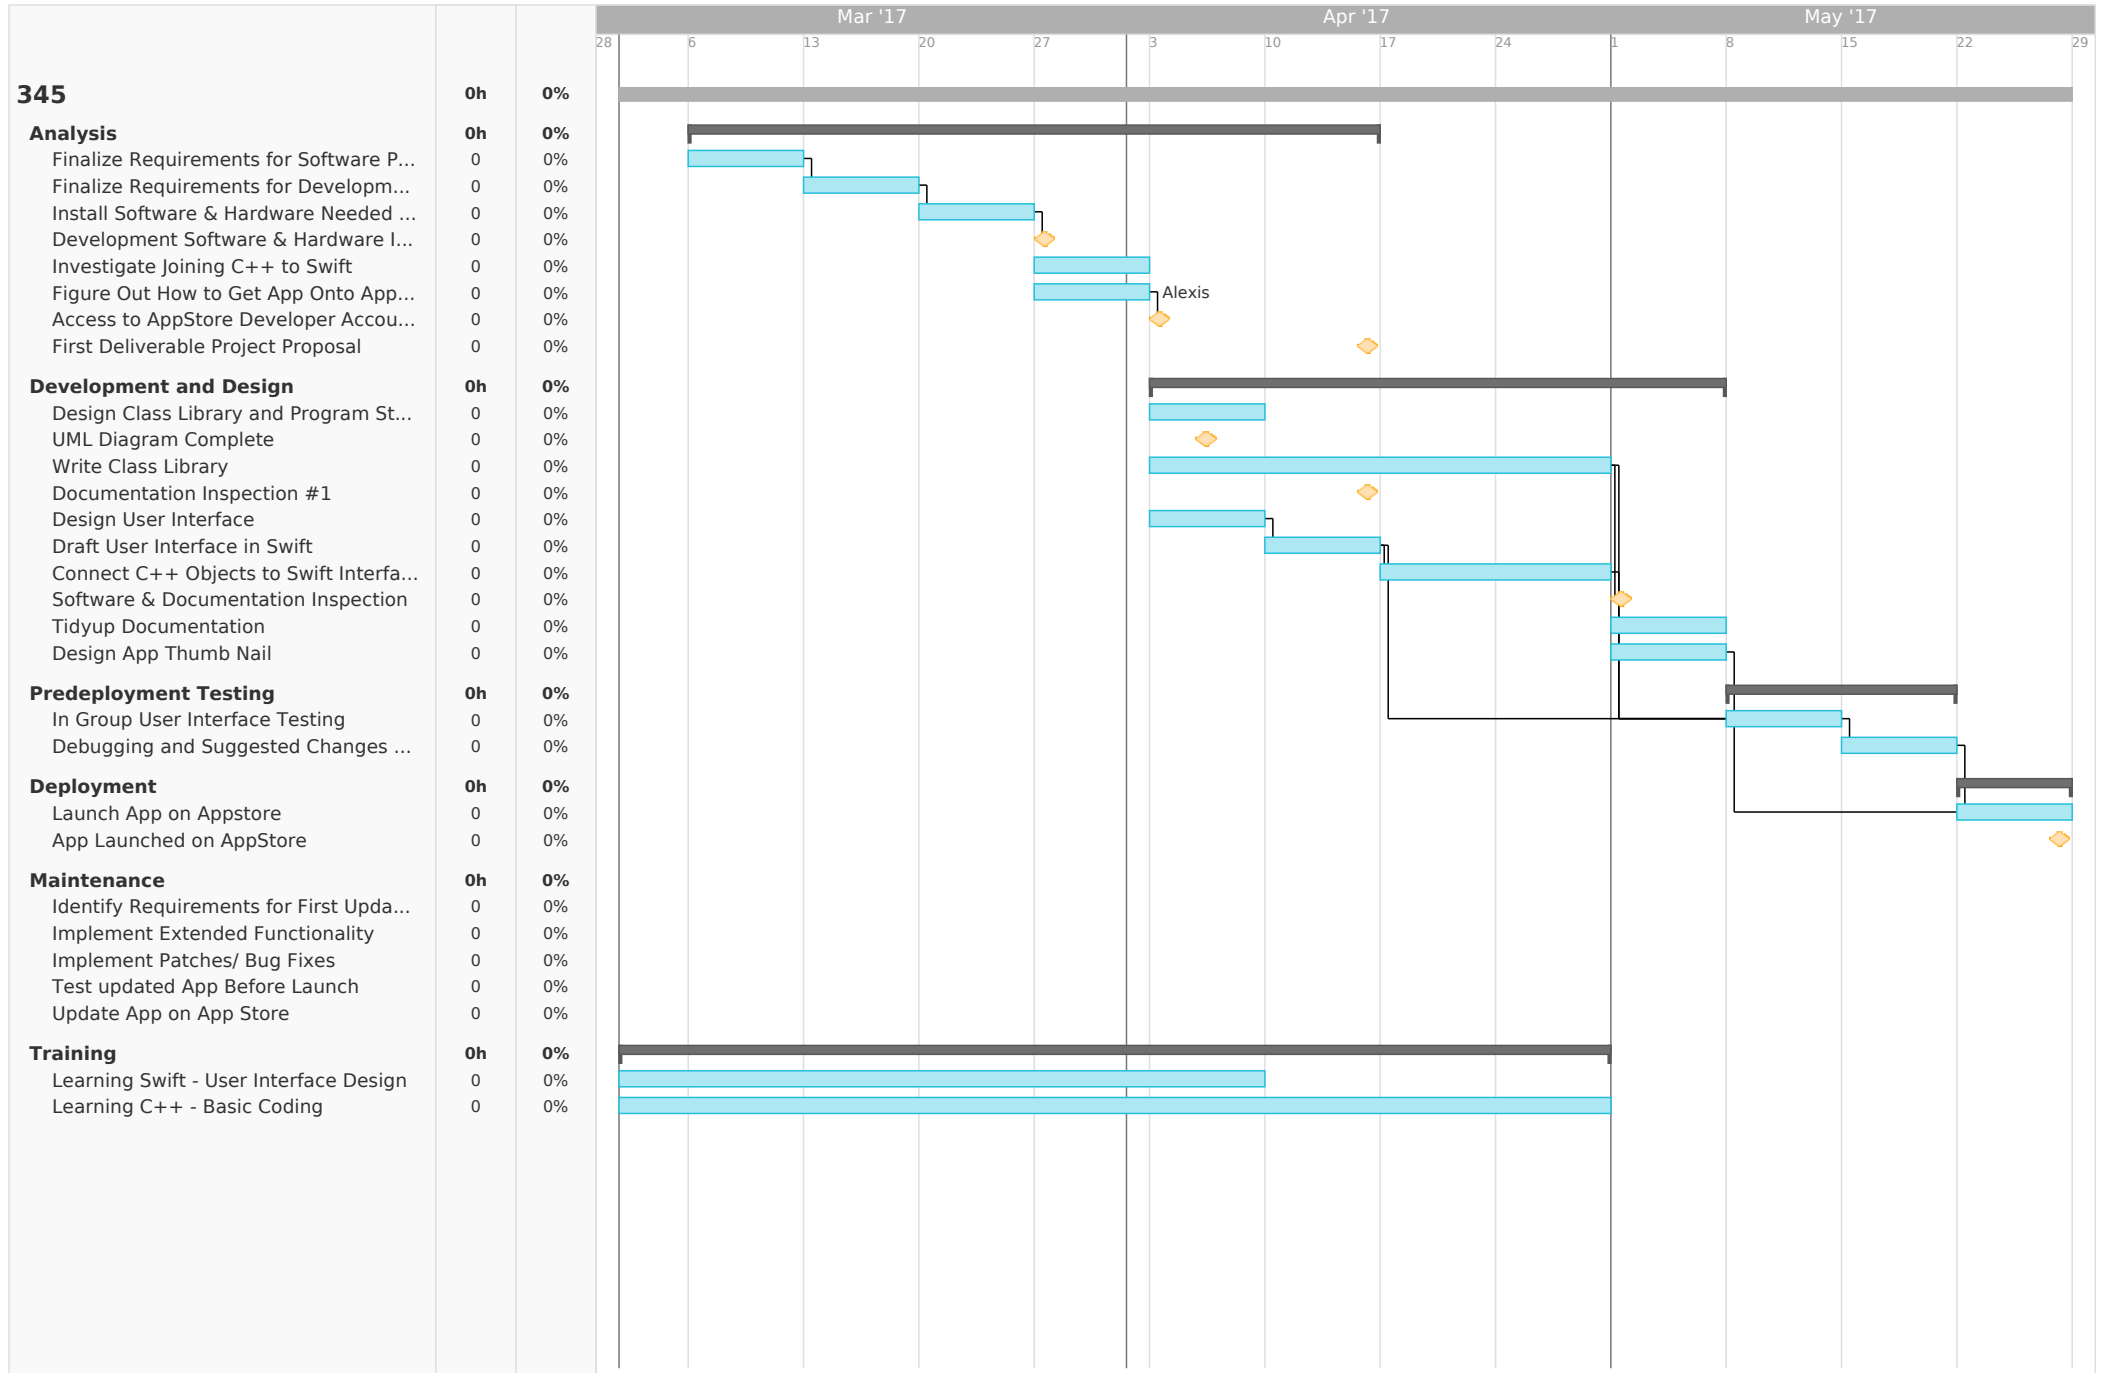 Mar '17 Apr '17 May '17
28 6 13 20 27 3 10 17 24 1 8 15 22 29
345 0h 0%
Analysis 0h 0%
Finalize Requirements for Software P... 0 0%
Finalize Requirements for Developm... 0 0%
Install Software & Hardware Needed ... 0 0%
Development Software & Hardware I... 0 0%
Investigate Joining C++ to Swift 0 0%
Figure Out How to Get App Onto App... 0 0% Alexis
Access to AppStore Developer Accou... 0 0%
First Deliverable Project Proposal 0 0%
Development and Design 0h 0%
Design Class Library and Program St... 0 0%
UML Diagram Complete 0 0%
Write Class Library 0 0%
Documentation Inspection #1 0 0%
Design User Interface 0 0%
Draft User Interface in Swift 0 0%
Connect C++ Objects to Swift Interfa... 0 0%
Software & Documentation Inspection 0 0%
Tidyup Documentation 0 0%
Design App Thumb Nail 0 0%
Predeployment Testing 0h 0%
In Group User Interface Testing 0 0%
Debugging and Suggested Changes ... 0 0%
Deployment 0h 0%
Launch App on Appstore 0 0%
App Launched on AppStore 0 0%
Maintenance 0h 0%
Identify Requirements for First Upda... 0 0%
Implement Extended Functionality 0 0%
Implement Patches/ Bug Fixes 0 0%
Test updated App Before Launch 0 0%
Update App on App Store 0 0%
Training 0h 0%
Learning Swift - User Interface Design 0 0%
Learning C++ - Basic Coding 0 0%